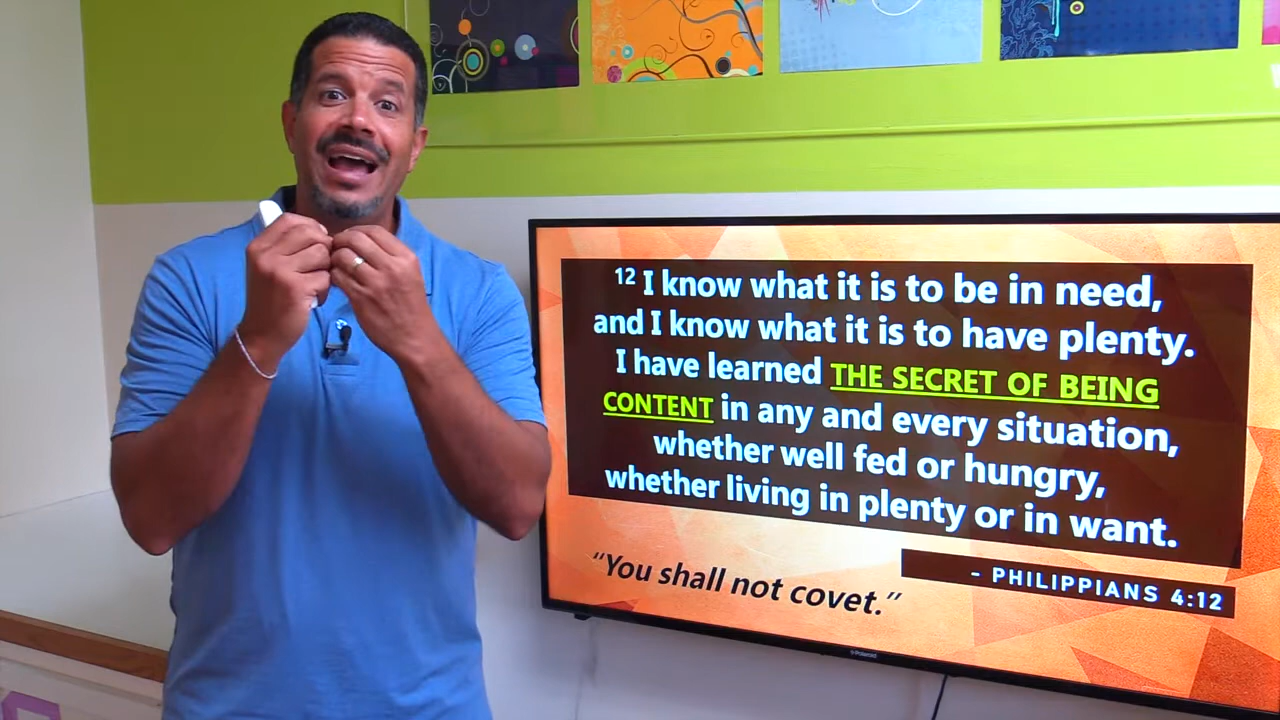 12 I know what it is to be in need,
and I know what it is to have plenty.
I have learned THE SECRET OF BEING
CONTENT in any and every situation,
whether well fed or hungry,
whether living in plenty or in want.
- PHILIPPIANS 4:12
“You shall not covet.”
Polaroid